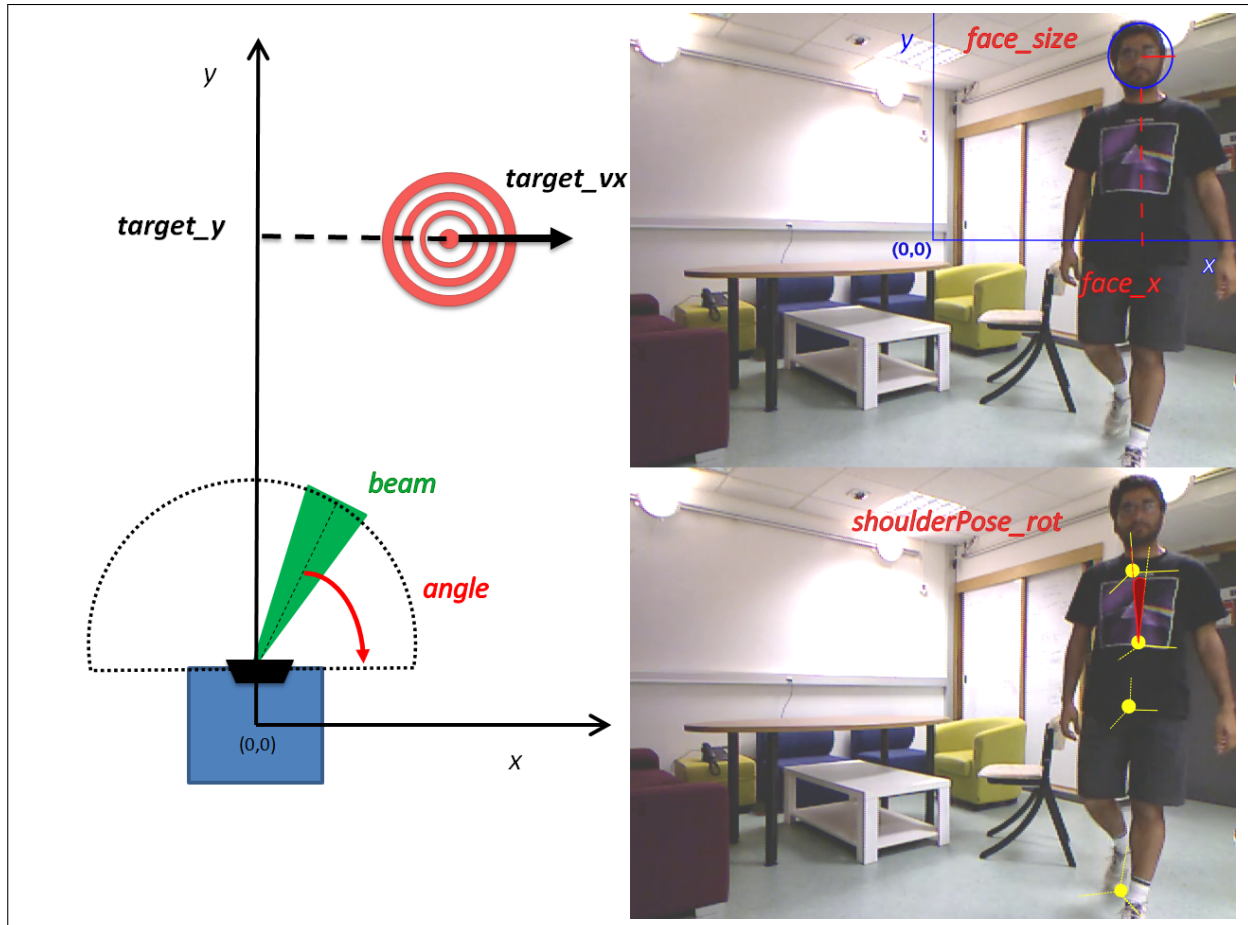 y
target_vx
target_y
beam
angle
(0,0)
x
y
face_size
(0,0)
x
face_x
shoulderPose_rot